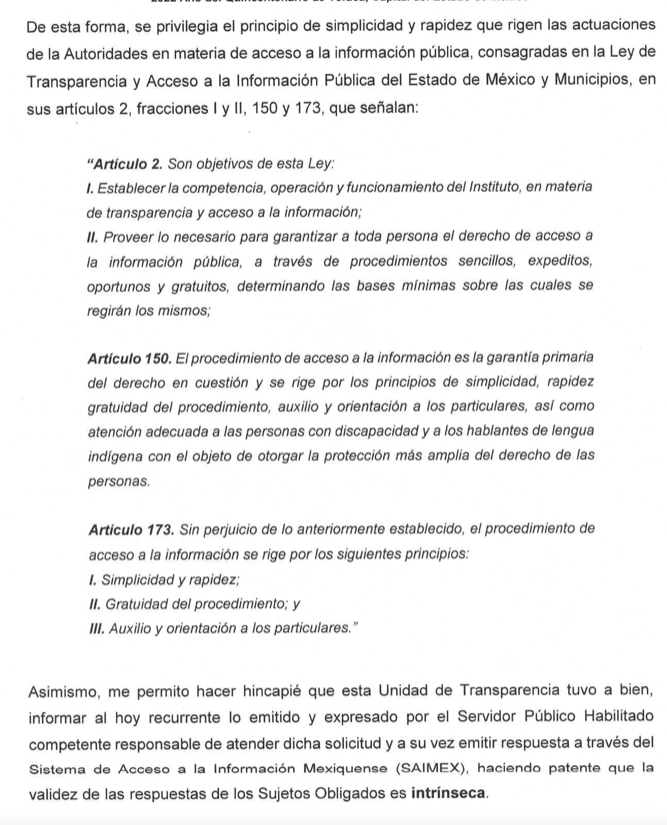 De esta forma, se privilegia el principio de simplicidad y rapidez que rigen las actuaciones
de la Autoridades en materia de acceso a la información pública, consagradas en la Ley de
Transparencia y Acceso a la Información Pública del Estado de México y Municipios, en
sus artículos 2, fracciones I y II, 150 y 173, que señalan:
“Artículo 2. Son objetivos de esta Ley:
I. Establecer la competencia, operación y funcionamiento del Instituto, en materia
de transparencia y acceso a la información;
II. Proveer lo necesario para garantizar a toda persona el derecho de acceso a
la información pública, a través de procedimientos sencillos, expeditos,
oportunos y gratuitos, determinando las bases mínimas sobre las cuales se
regirán los mismos;
Artículo 150. El procedimiento de acceso a la información es la garantía primaria
del derecho en cuestión y se rige por los principios de simplicidad, rapidez
gratuidad del procedimiento, auxilio y orientación a los particulares, así como
atención adecuada a las personas con discapacidad y a los hablantes de lengua
indígena con el objeto de otorgar la protección más amplia del derecho de las
personas.
Artículo 173. Sin perjuicio de lo anteriormente establecido, el procedimiento de
acceso a la información se rige por los siguientes principios:
I. Simplicidad y rapidez;
II. Gratuidad del procedimiento; y
III. Auxilio y orientación a los particulares.”
Asimismo, me permito hacer hincapié que esta Unidad de Transparencia tuvo a bien,
informar al hoy recurrente lo emitido y expresado por el Servidor Público Habilitado
competente responsable de atender dicha solicitud y a su vez emitir respuesta a través del
Sistema de Acceso a la Información Mexiquense (SAIMEX), haciendo patente que la
validez de las respuestas de los Sujetos Obligados es intrínseca.